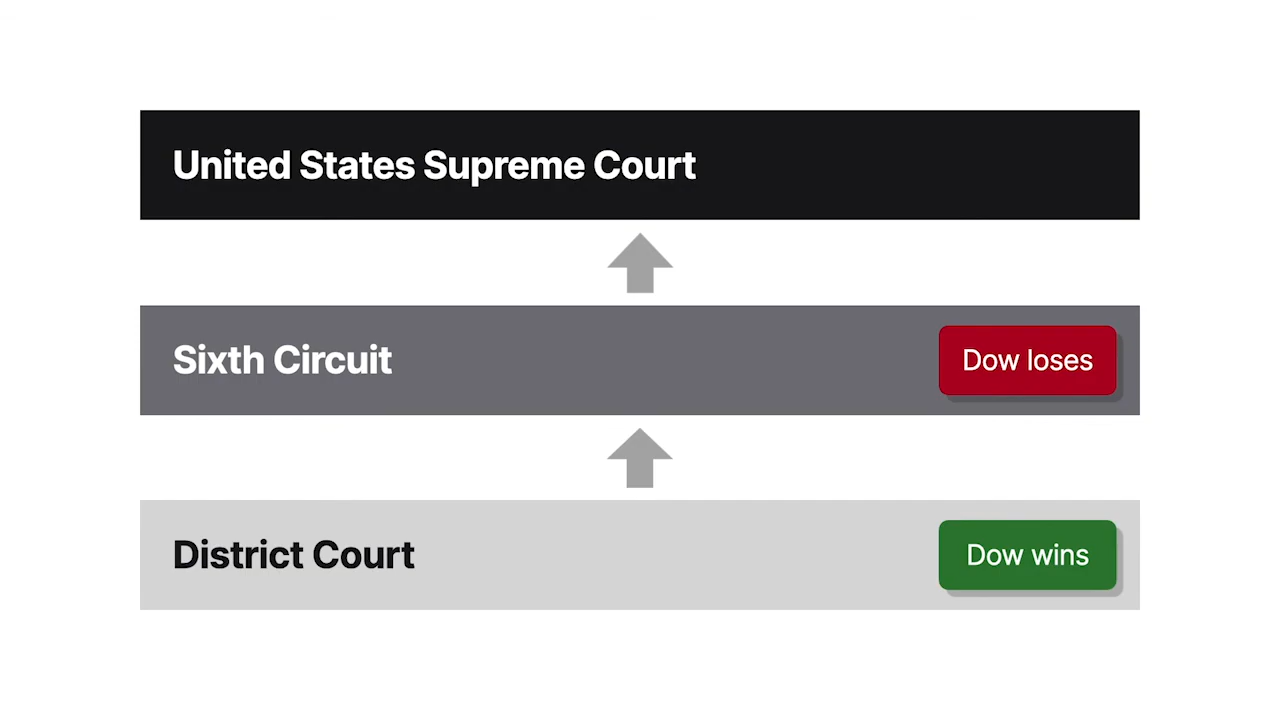 United States Supreme Court
Sixth Circuit
Dow loses
District Court
Dow wins